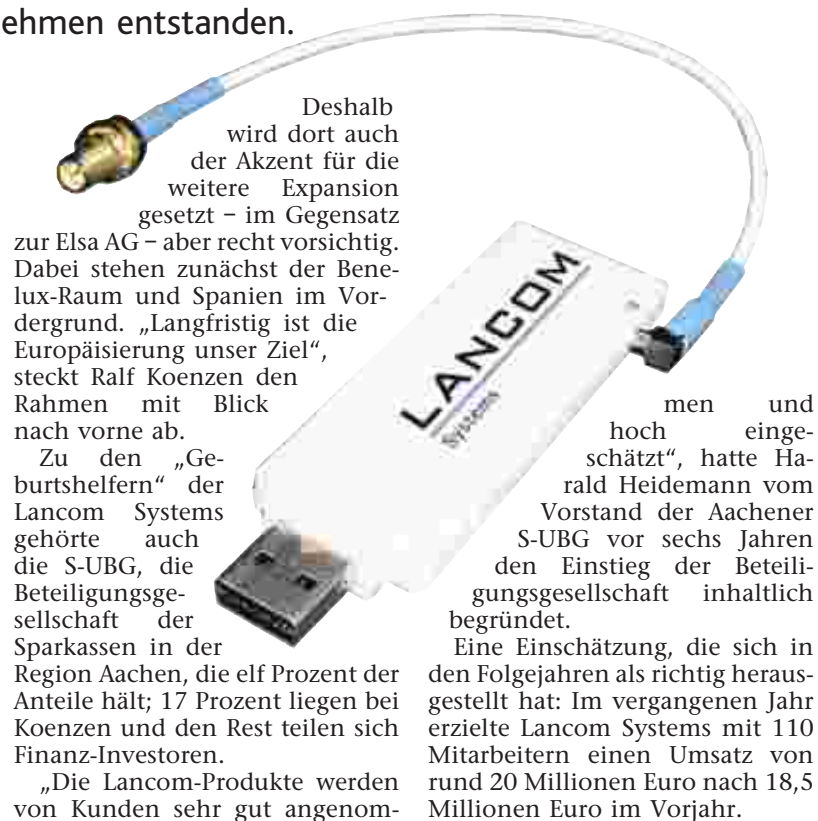 ehmen entstanden.
Deshalb
wird dort auch
der Akzent für die
weitere Expansion
gesetzt – im Gegensatz
zur Elsa AG – aber recht vorsichtig.
Dabei stehen zunächst der Bene-
lux-Raum und Spanien im Vor-
dergrund. „Langfristig ist die
Europäisierung unser Ziel“,
steckt Ralf Koenzen den
Rahmen mit Blick
nach vorne ab.
Zu den „Ge-
burtshelfern“ der
Lancom Systems
gehörte auch
die S-UBG, die
Beteiligungsge-
sellschaft der
Sparkassen in der
Region Aachen, die elf Prozent der
Anteile hält; 17 Prozent liegen bei
Koenzen und den Rest teilen sich
Finanz-Investoren.
„Die Lancom-Produkte werden
von Kunden sehr gut angenom-
men und
hoch einge-
schätzt“, hatte Ha-
rald Heidemann vom
Vorstand der Aachener
S-UBG vor sechs Jahren
den Einstieg der Beteili-
gungsgesellschaft inhaltlich
begründet.
Eine Einschätzung, die sich in
den Folgejahren als richtig heraus-
gestellt hat: Im vergangenen Jahr
erzielte Lancom Systems mit 110
Mitarbeitern einen Umsatz von
rund 20 Millionen Euro nach 18,5
Millionen Euro im Vorjahr.
LANCOM
Systems